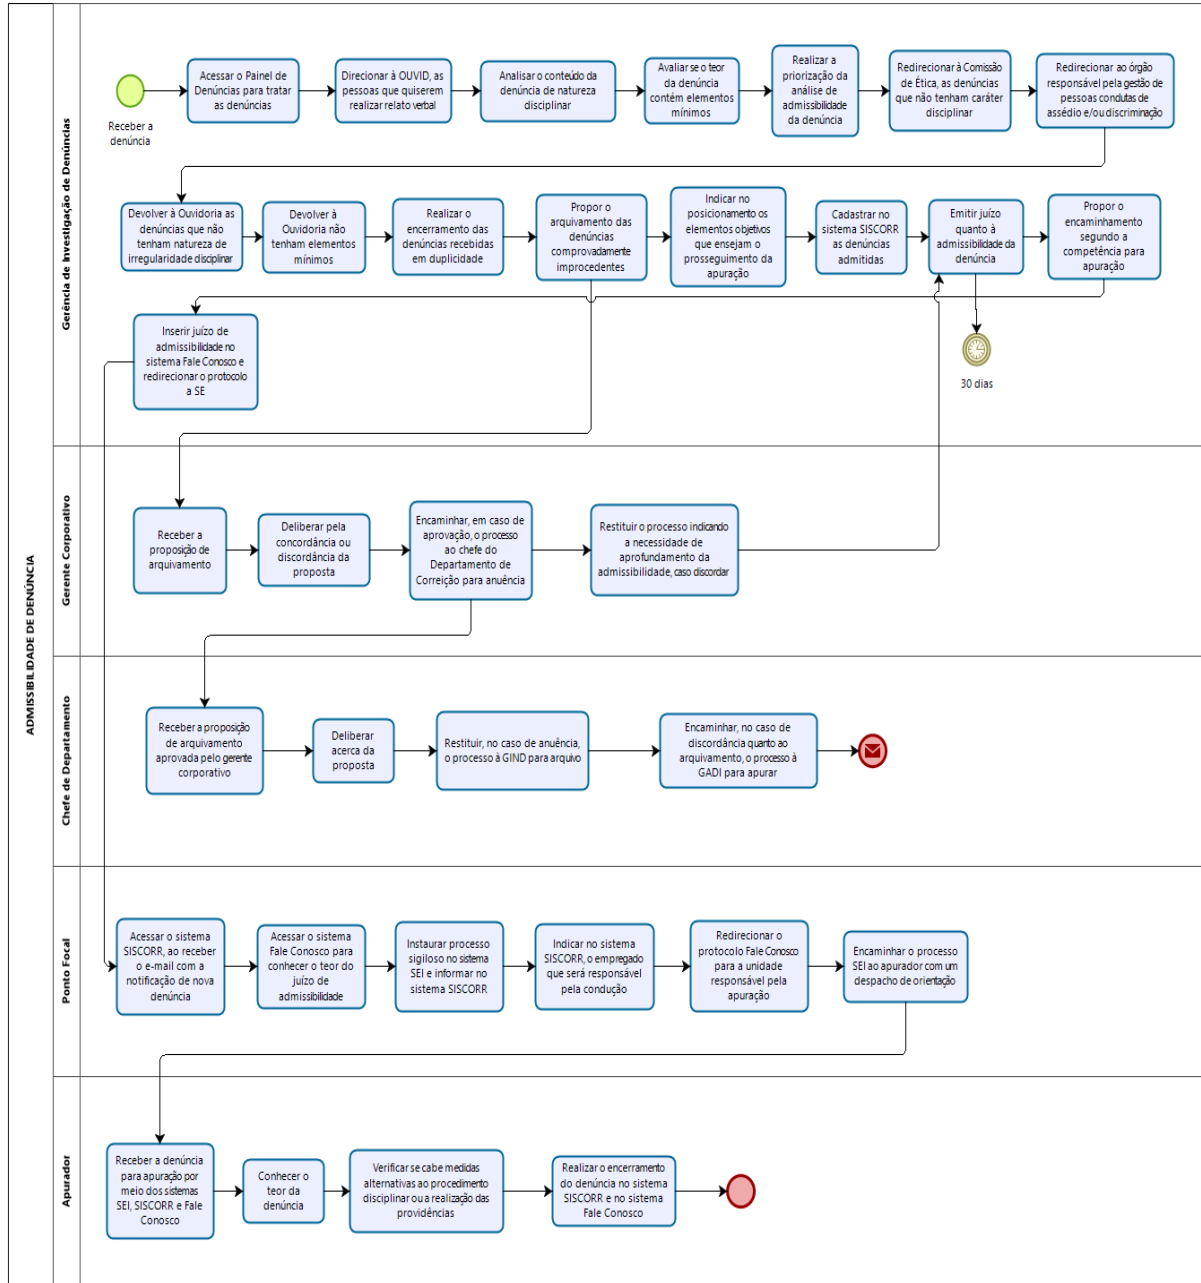 ADMISSIBILIDADE DE DENÚNCIA
Gerência de Investigação de Denúncias
Receber a
denúncia
Acessar o Painel de
Denúncias para tratar
as denúncias
Direcionar à OUVID, as
pessoas que quiserem
realizar relato verbal
Analisar o conteúdo da
denúncia de natureza
disciplinar
Avaliar se o teor
da denúncia
contém elementos
mínimos
Realizar a
priorização da
análise de
admissibilidade
da denúncia
Redirecionar à Comissão
de Ética, as denúncias
que não tenham caráter
disciplinar
Redirecionar ao órgão
responsável pela gestão de
pessoas condutas de
assédio e/ou discriminação
Devolver à Ouvidoria as
denúncias que não
tenham natureza de
irregularidade disciplinar
Devolver à
Ouvidoria não
tenham elementos
mínimos
Realizar o
encerramento das
denúncias recebidas
em duplicidade
Propor o
arquivamento das
denúncias
comprovadamente
improcedentes
Indicar no
posicionamento os
elementos objetivos
que ensejam o
prosseguimento da
apuração
Cadastrar no
sistema SISCORR
as denúncias
admitidas
Emitir juízo
quanto à
admissibilidade da
denúncia
Propor o
encaminhamento
segundo a
competência para
apuração
Inserir juízo de
admissibilidade no
sistema Fale Conosco e
redirecionar o protocolo
a SE
30 dias
Gerente Corporativo
Receber a
proposição de
arquivamento
Deliberar pela
concordância ou
discordância da
proposta
Encaminhar, em caso de
aprovação, o processo
ao chefe do
Departamento de
Correição para anuência
Restituir o processo indicando
a necessidade de
aprofundamento da
admissibilidade, caso discordar
Chefe de Departamento
Receber a proposição
de arquivamento
aprovada pelo gerente
corporativo
Deliberar
acerca da
proposta
Restituir, no caso de anuência,
o processo à GIND para arquivo
Encaminhar, no caso de
discordância quanto ao
arquivamento, o processo à
GADI para apurar
Ponto Focal
Acessar o sistema
SISCORR, ao receber
o e-mail com a
notificação de nova
denúncia
Acessar o sistema
Fale Conosco para
conhecer o teor do
juízo de
admissibilidade
Instaurar processo
sigiloso no sistema
SEI e informar no
sistema SISCORR
Indicar no sistema
SISCORR, o empregado
que será responsável
pela condução
Redirecionar o
protocolo Fale Conosco
para a unidade
responsável pela
apuração
Encaminhar o processo
SEI ao apurador com um
despacho de orientação
Apurador
Receber a denúncia
para apuração por
meio dos sistemas
SEI, SISCORR e Fale
Conosco
Conhecer o
teor da
denúncia
Verificar se cabe medidas
alternativas ao procedimento
disciplinar ou a realização das
providências
Realizar o encerramento
do denúncia no sistema
SISCORR e no sistema
Fale Conosco